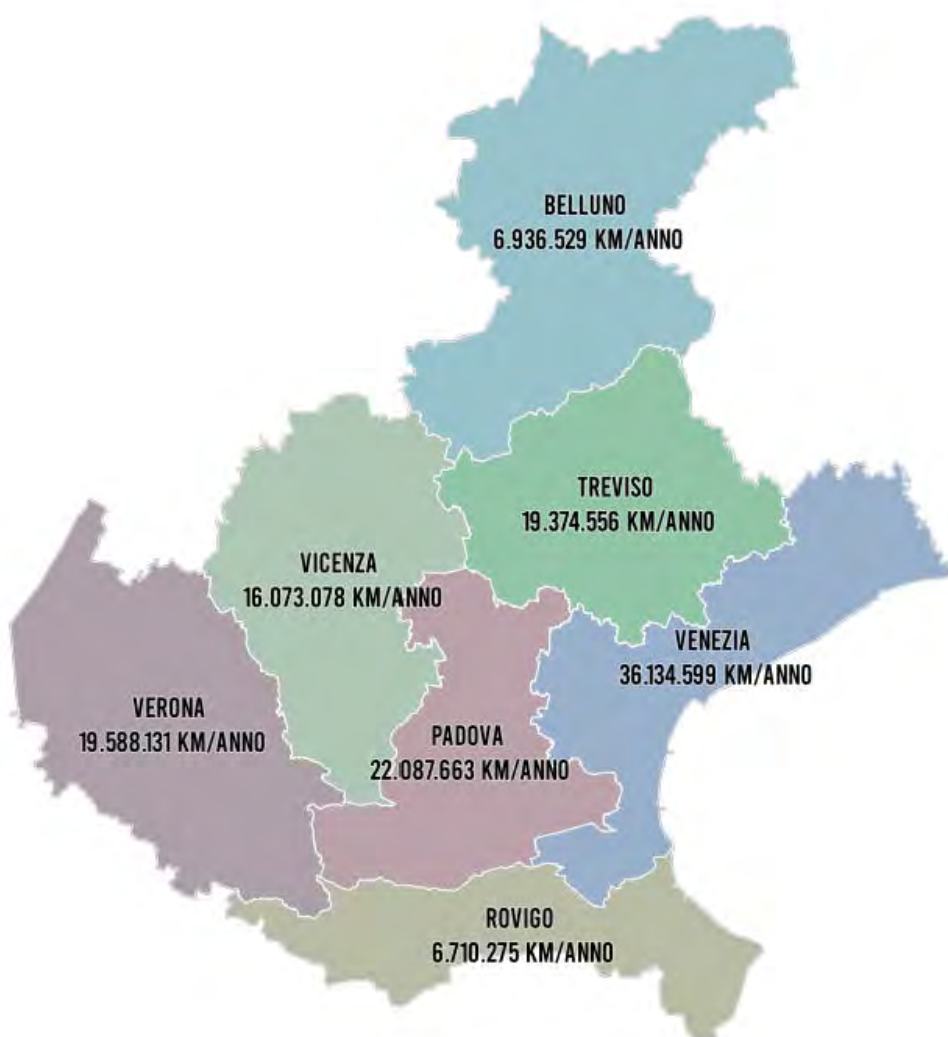 BELLUNO
6.936.529 KM/ANNO
TREVISO
19.374.556 KM/ANNO
VICENZA
16.073.078 KM/ANNO
VENEZIA
36.134.599 KM/ANNO
VERONA
19.588.131 KM/ANNO
PADOVA
22.087.663 KM/ANNO
ROVIGO
6.710.275 KM/ANNO